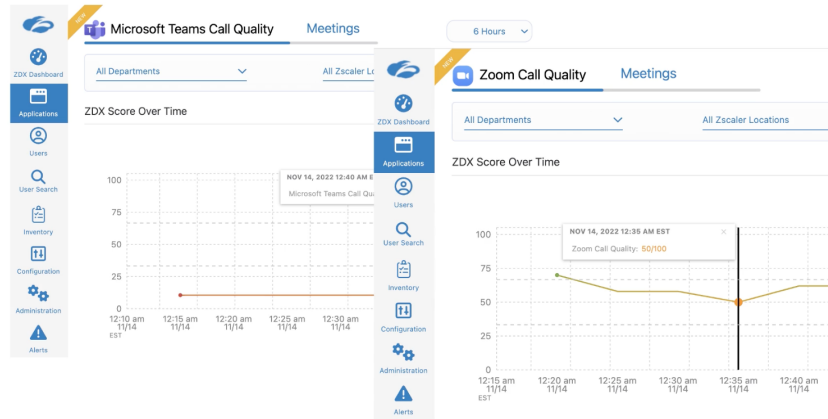 NEW
Microsoft Teams Call Quality
Meetings
ZDX Dashboard
Applications
Users
User Search
Inventory
Configuration
Administration
Alerts
All Departments
All Zscaler Lo
ZDX Score Over Time
NOV 14, 2022 12:40 AM E
Microsoft Teams Call Qua
100
75
50
25
0
12:10 am 12:15 am 12:20 am 12:25 am 12:30 am
11/14 11/14 11/14 11/14 11/14
EST
6 Hours
NEW
Zoom Call Quality
Meetings
ZDX Dashboard
Applications
Users
User Search
Inventory
Configuration
Administration
Alerts
All Departments
All Zscaler Locations
ZDX Score Over Time
NOV 14, 2022 12:35 AM EST
Zoom Call Quality: 50/100
100
75
50
25
0
12:15 am 12:20 am 12:25 am 12:30 am 12:35 am 12:40 am
11/14 11/14 11/14 11/14 11/14 11/14
EST